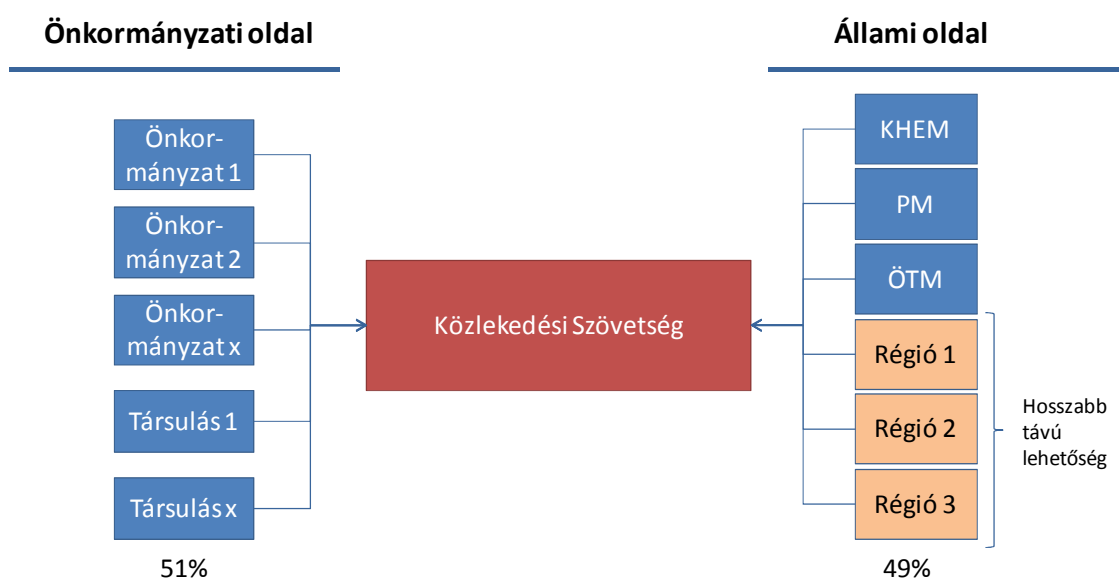 Önkormányzati oldal
Állami oldal
Önkor-
mányzat 1
Önkor-
mányzat 2
Önkor-
mányzat x
Társulás 1
Társulás x
51%
Közlekedési Szövetség
KHEM
PM
ÖTM
Régió 1
Régió 2
Régió 3
Hosszabb
távú
lehetőség
49%